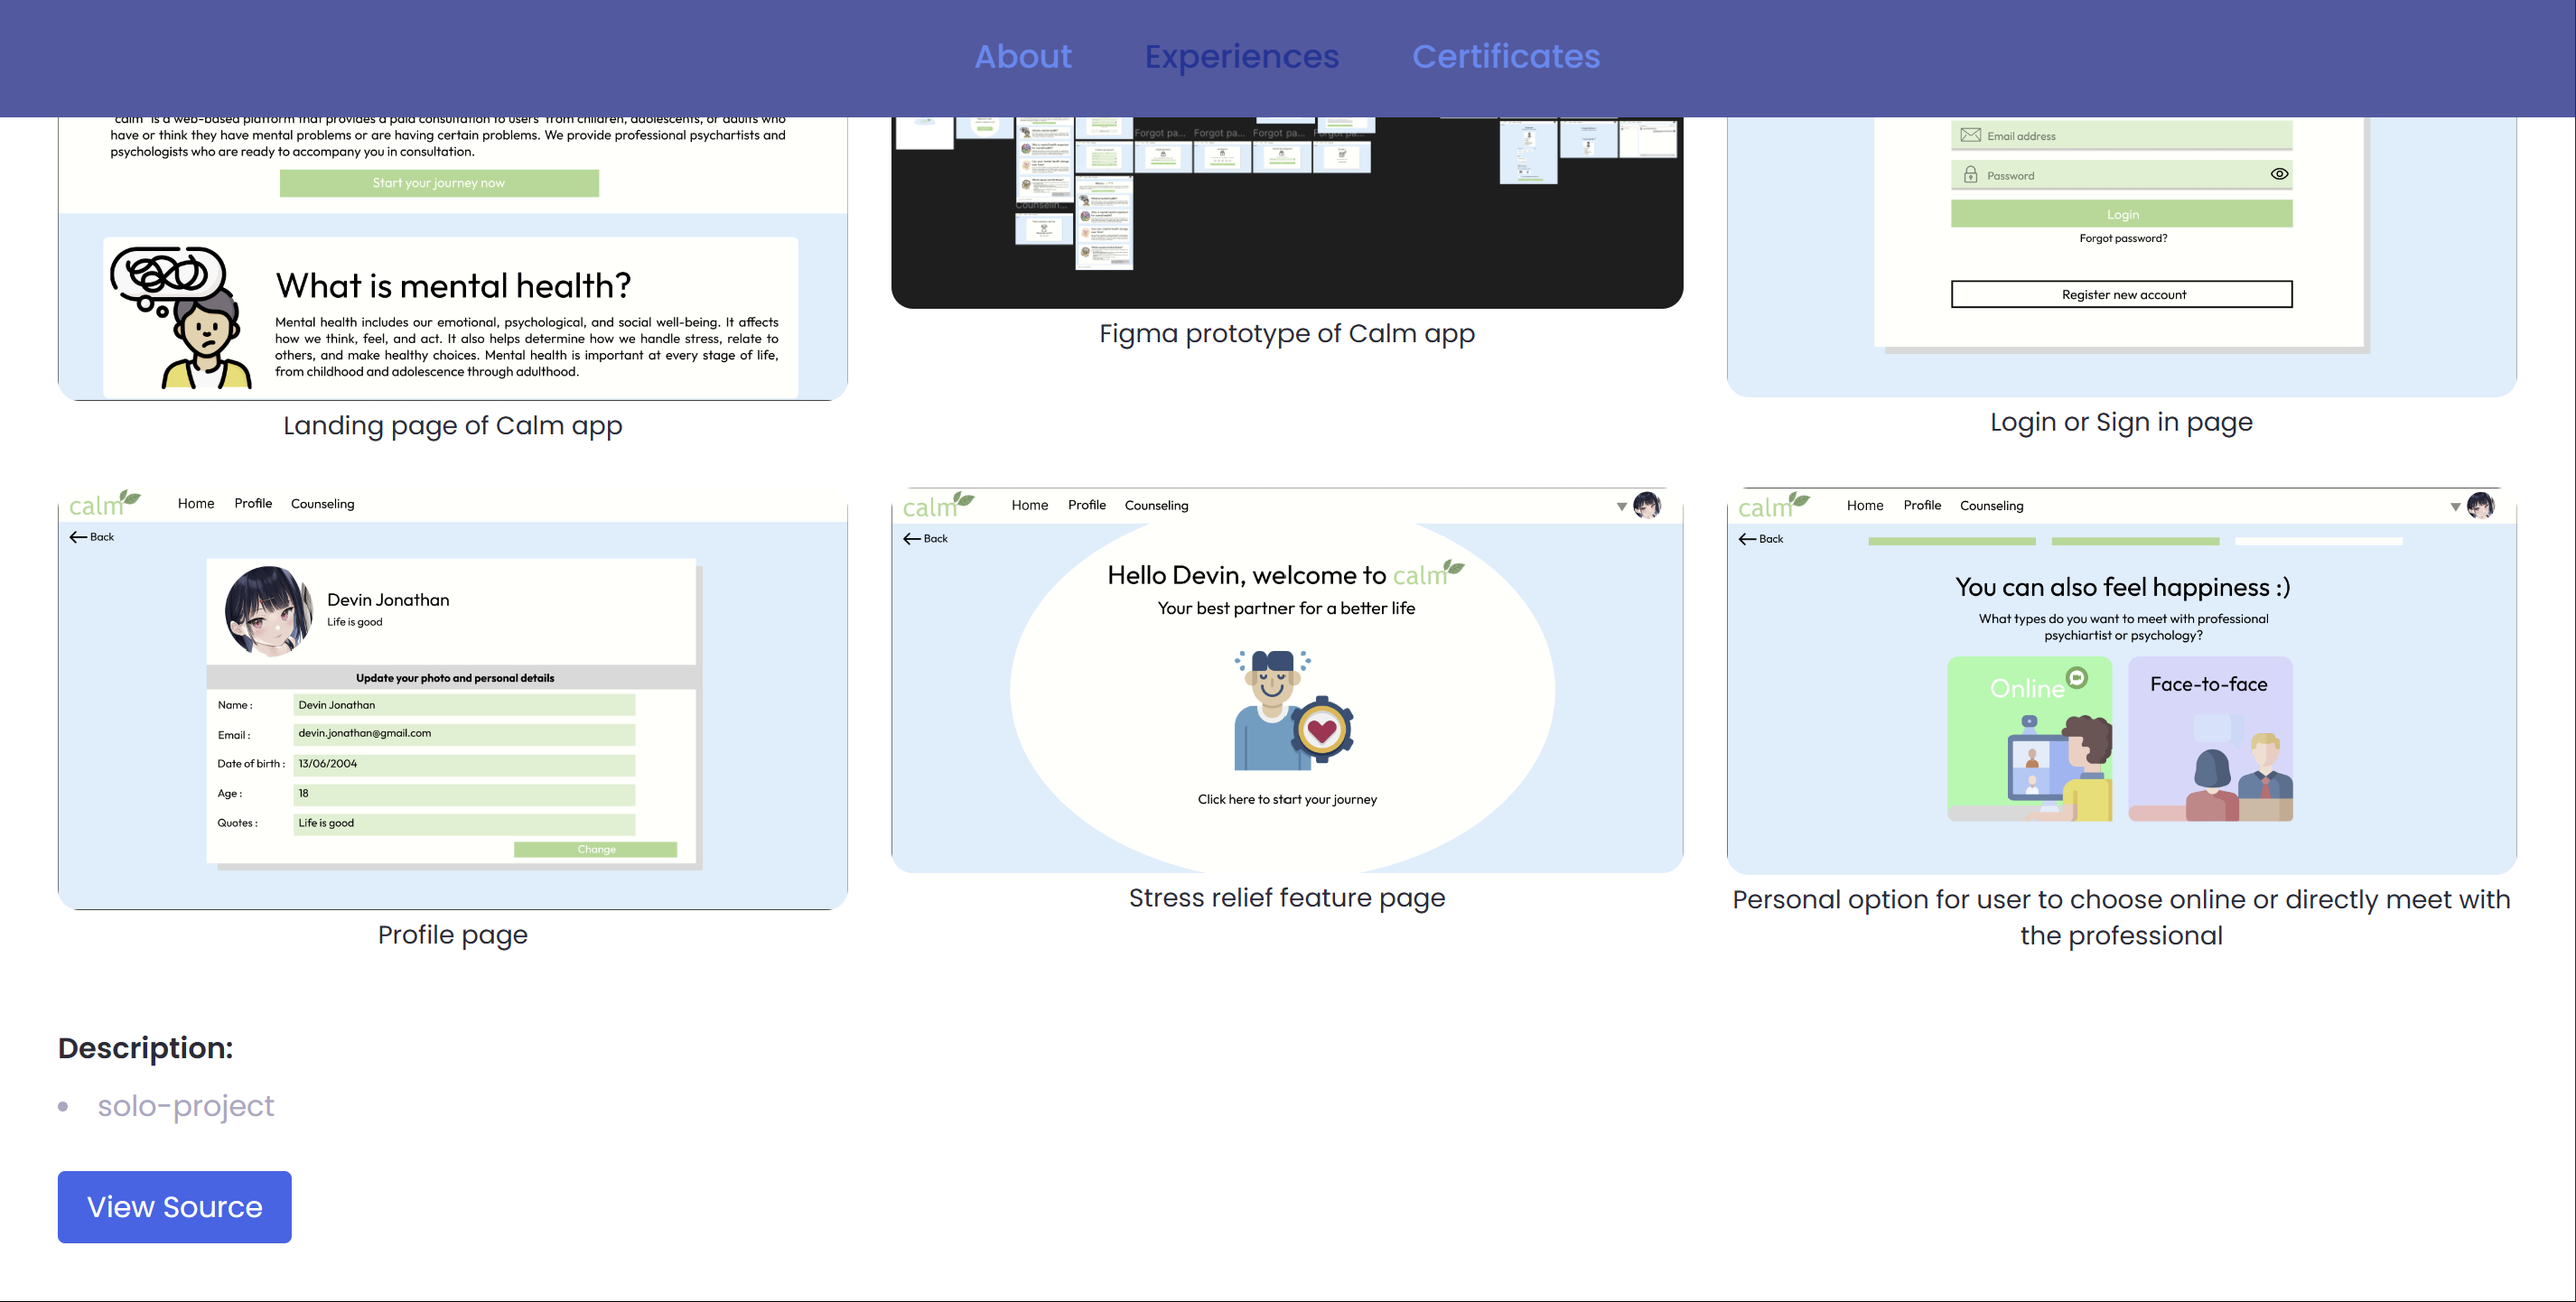 About Experiences Certificates
"calm" is a web-based platform that provides a paid consultation to users from children, adolescents, or adults who
have or think they have mental problems or are having certain problems. We provide professional psychartists and
psychologists who are ready to accompany you in consultation.
Start your journey now
What is mental health?
Mental health includes our emotional, psychological, and social well-being. It affects
how we think, feel, and act. It also helps determine how we handle stress, relate to
others, and make healthy choices. Mental health is important at every stage of life,
from childhood and adolescence through adulthood.
Landing page of Calm app
Forgot pa... Forgot pa... Forgot pa... Forgot pa...
Counselin...
Figma prototype of Calm app
Email address
Password
Login
Forgot password?
Register new account
Login or Sign in page
calm Home Profile Counseling
Back
Devin Jonathan
Life is good
Update your photo and personal details
Name : Devin Jonathan
Email : devin.jonathan@gmail.com
Date of birth : 13/06/2004
Age : 18
Quotes : Life is good
Change
Profile page
calm Home Profile Counseling
Back
Hello Devin, welcome to calm
Your best partner for a better life
Click here to start your journey
Stress relief feature page
calm Home Profile Counseling
Back
You can also feel happiness :)
What types do you want to meet with professional
psychiartist or psychology?
Online
Face-to-face
Personal option for user to choose online or directly meet with
the professional
Description:
• solo-project
View Source